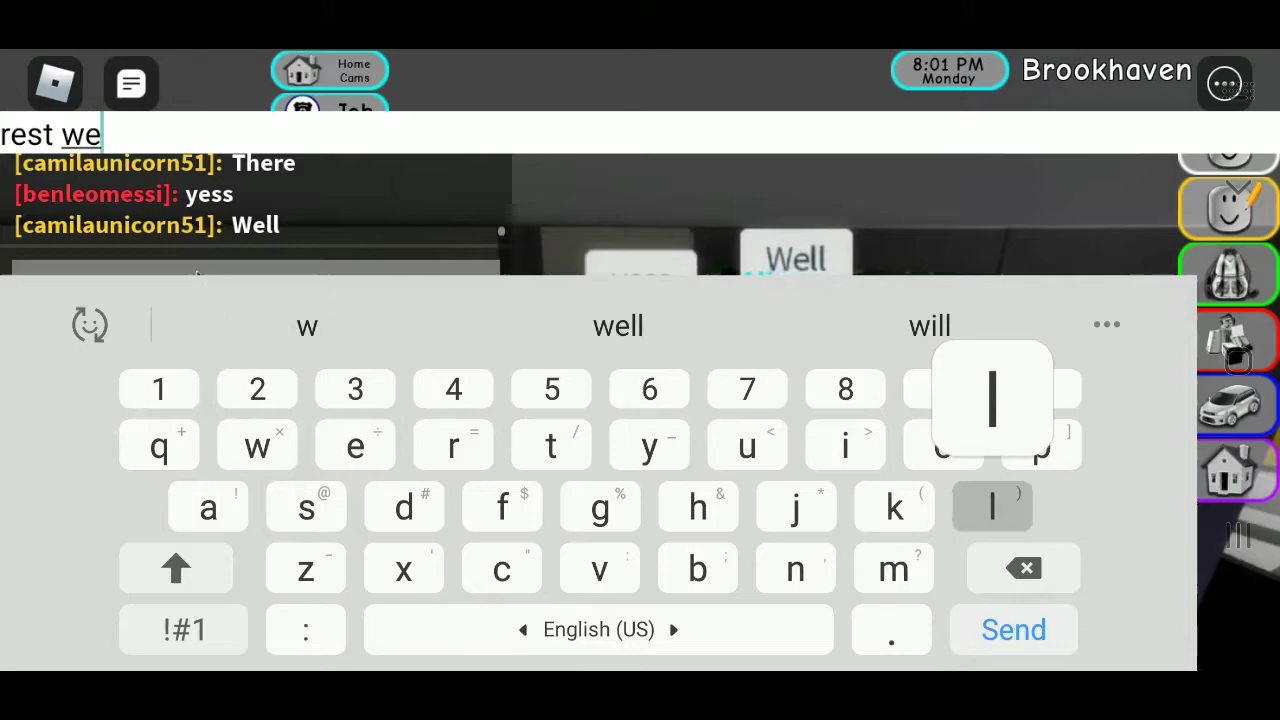 Home
Cams
8:01 PM
Monday
Brookhaven
Job
rest we
[camilaunicorn51]: There
[benleomessi]: yess
[camilaunicorn51]: Well
Well
w well will
1 2 3 4 5 6 7 8
q + w × e ÷ r = t / y _ u < i > p ]
l
a ! s @ d # f $ g % h & j * k ( l )
z - x ' c " v : b ; n , m ?
!#1 : English (US) . Send